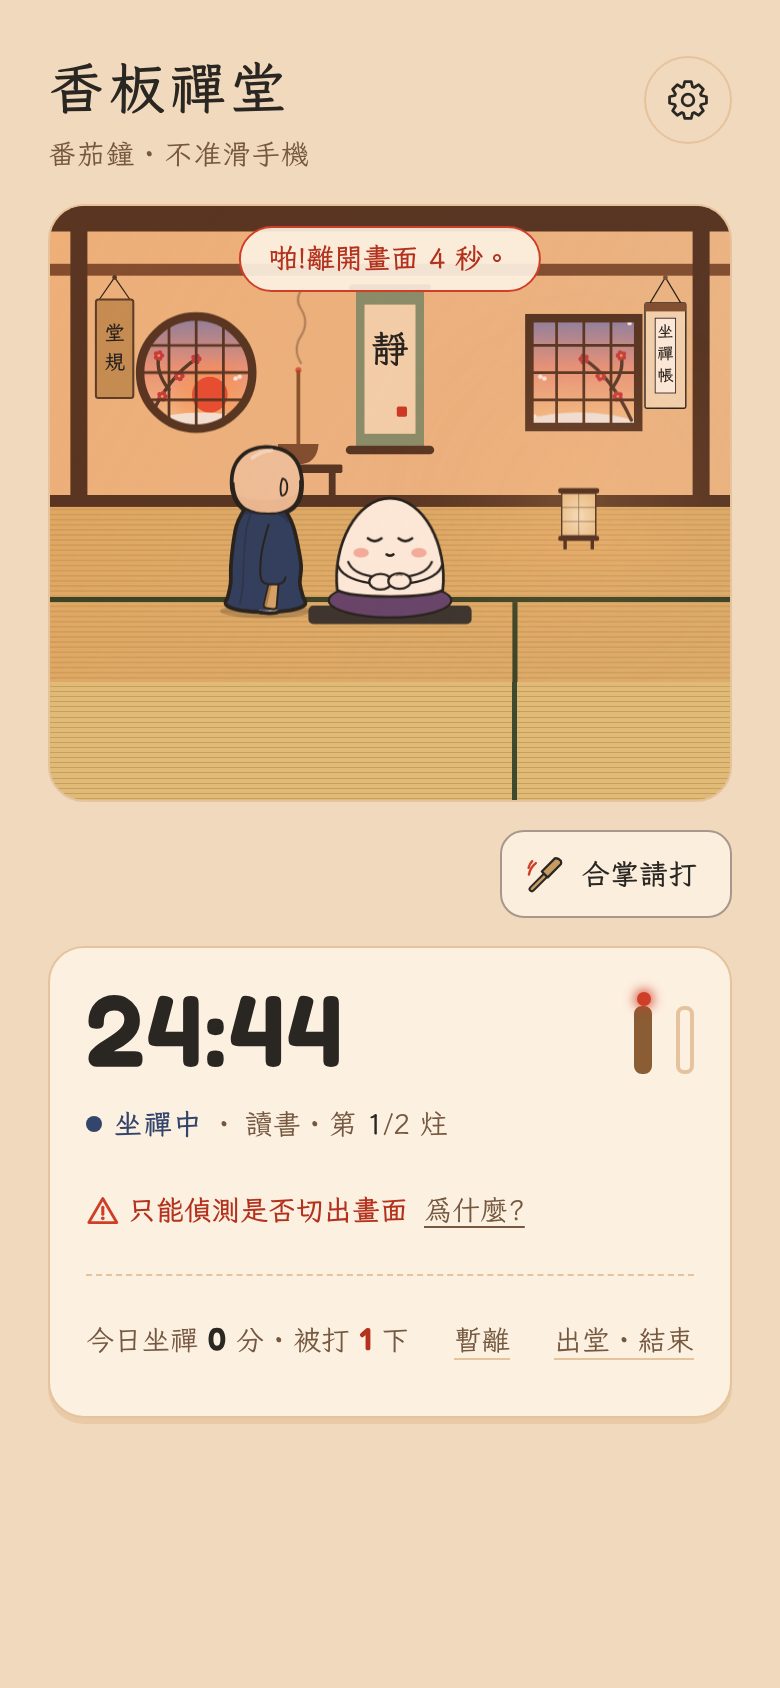 香板禪堂
番茄鐘・不准滑手機
啪!離開畫面 4 秒。
堂規
靜
坐禪帳
合掌請打
24:44
坐禪中 · 讀書・第 1/2 炷
只能偵測是否切出畫面 為什麼?
今日坐禪 0 分・被打 1 下 暫離 出堂・結束